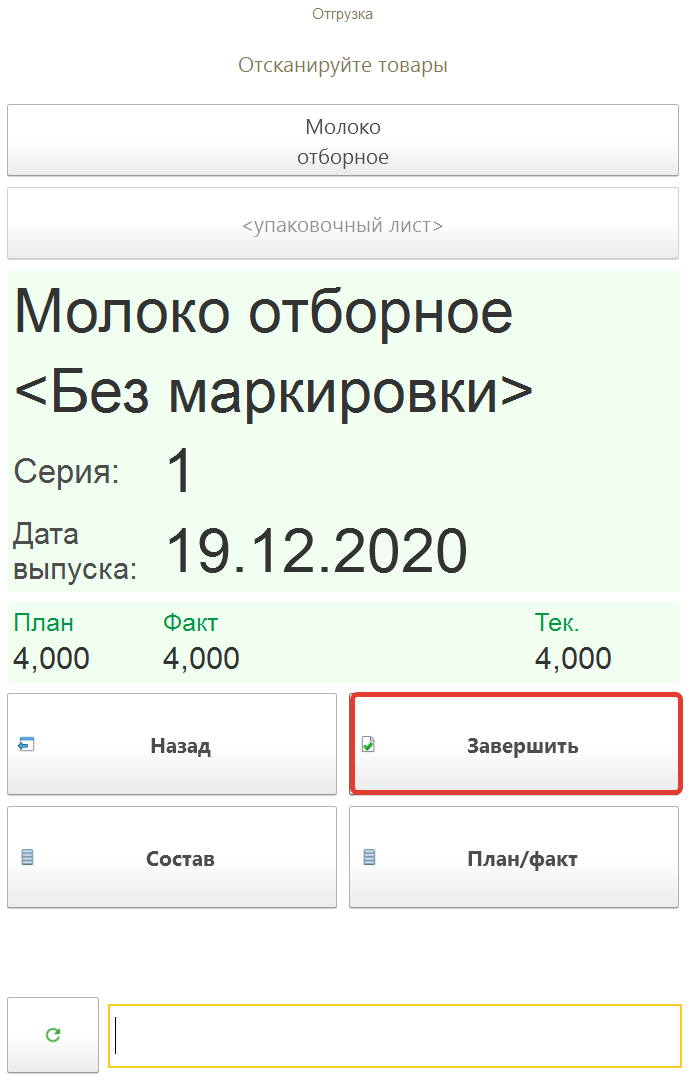 Отгрузка
Отсканируйте товары
Молоко
отборное
<упаковочный лист>
Молоко отборное
<Без маркировки>
Серия: 1
Дата
выпуска: 19.12.2020
План Факт Тек.
4,000 4,000 4,000
Назад Завершить
Состав План/факт